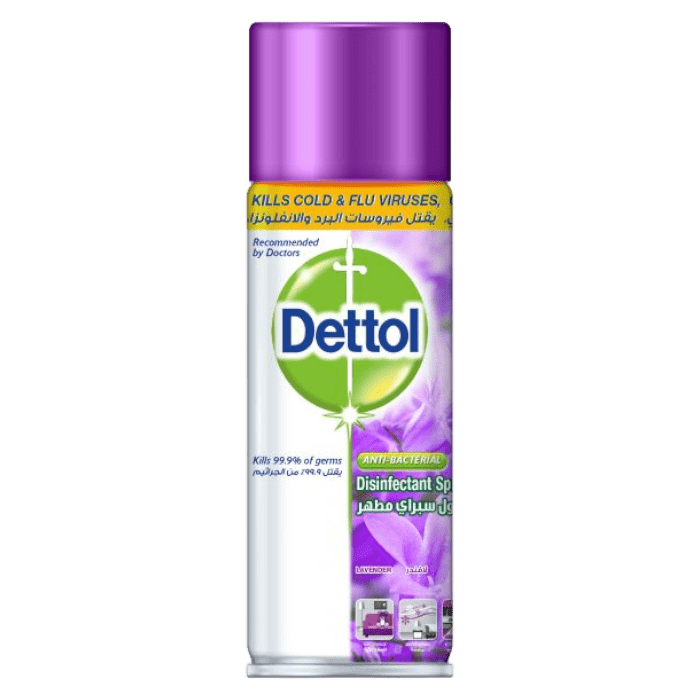 KILLS COLD & FLU VIRUSES,
يقتل فيروسات البرد والانفلونزا
Recommended
by Doctors
Dettol
Kills 99.9% of germs
يقتل ٩٩.٩٪ من الجراثيم
ANTI-BACTERIAL
Disinfectant Sp
ول سبراي مطهر
LAVENDER لافندر